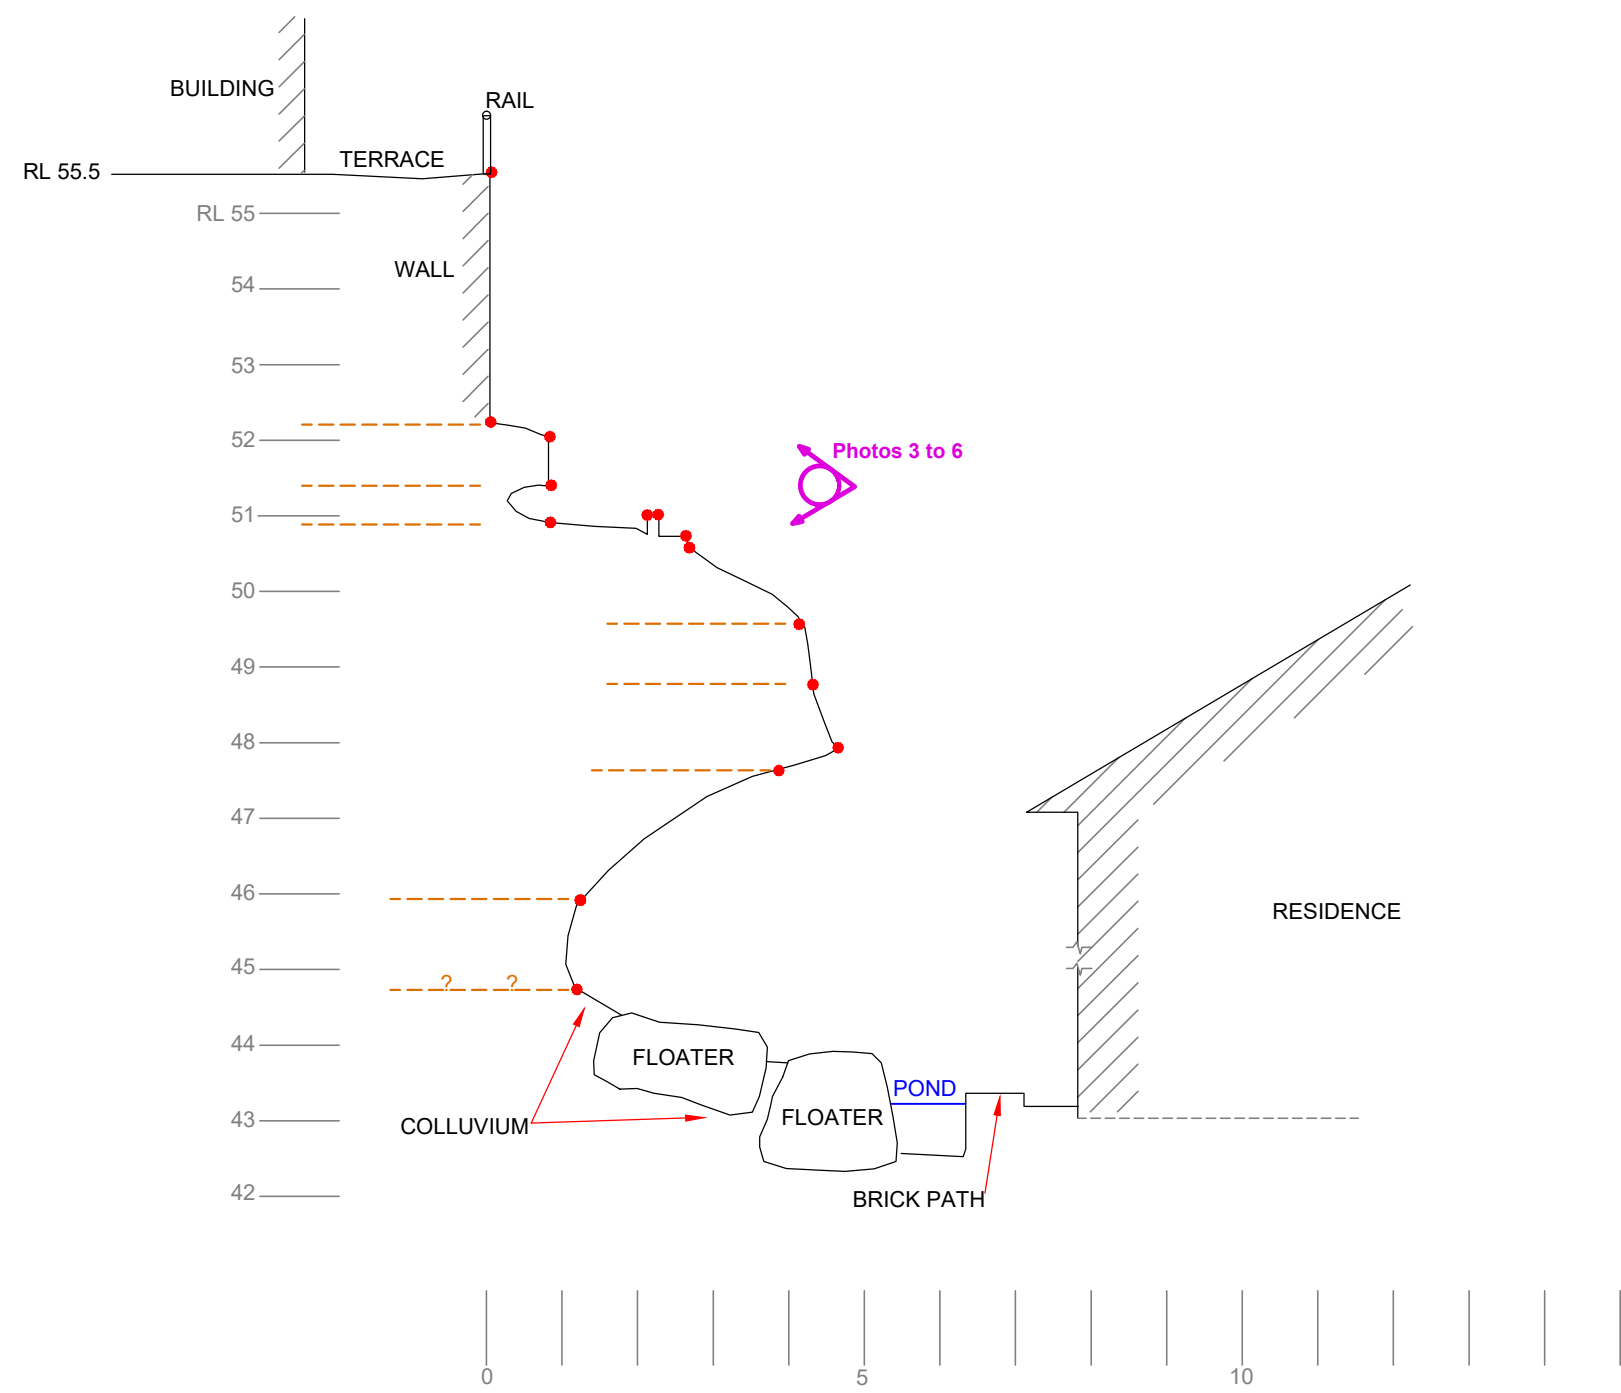 BUILDING
RAIL
TERRACE
RL 55.5
RL 55
WALL
54
53
52
Photos 3 to 6
51
50
49
48
47
46
RESIDENCE
45
? ?
44
FLOATER
POND
43
FLOATER
COLLUVIUM
42
BRICK PATH
0 5 10